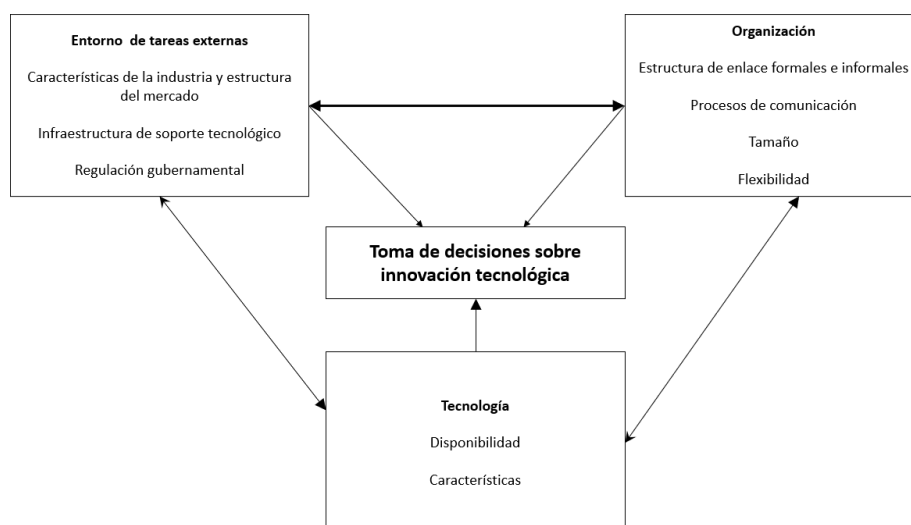 Entorno de tareas externas
Características de la industria y estructura
del mercado
Infraestructura de soporte tecnológico
Regulación gubernamental
Organización
Estructura de enlace formales e informales
Procesos de comunicación
Tamaño
Flexibilidad
Toma de decisiones sobre
innovación tecnológica
Tecnología
Disponibilidad
Características